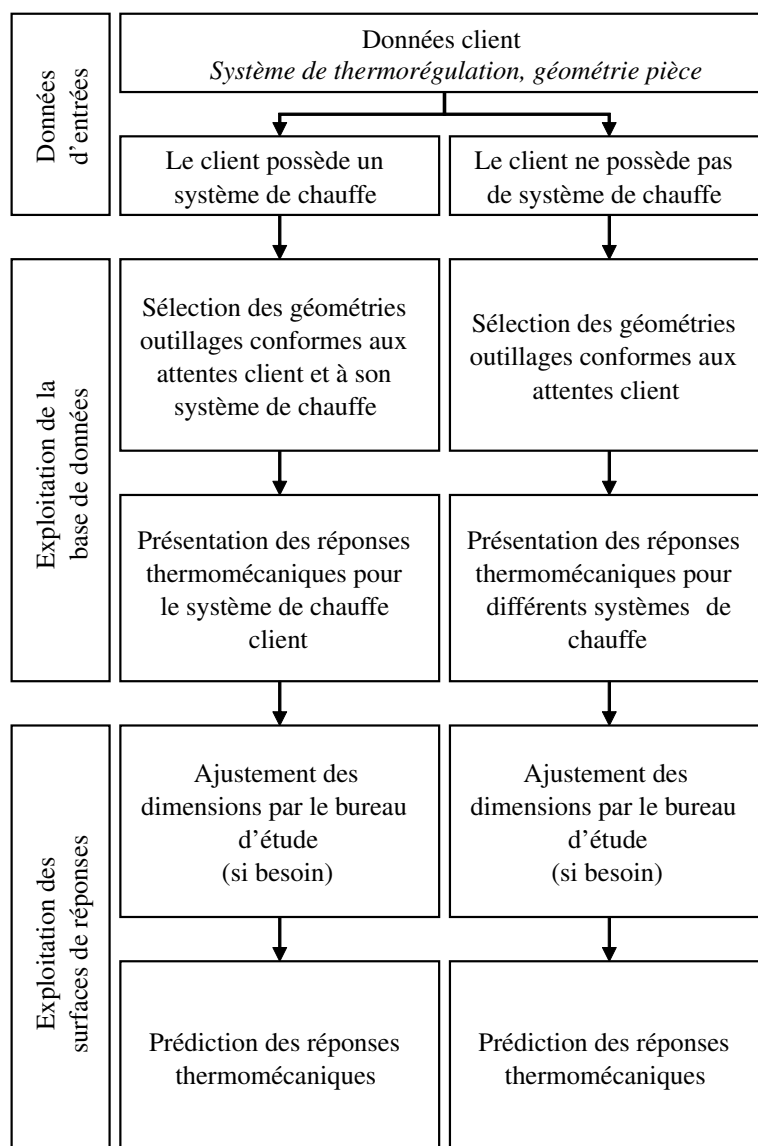 Données
d'entrées
Données client
Système de thermorégulation, géométrie pièce
Le client possède un
système de chauffe
Le client ne possède pas
de système de chauffe
Exploitation de la
base de données
Sélection des géométries
outillages conformes aux
attentes client et à son
système de chauffe
Sélection des géométries
outillages conformes aux
attentes client
Présentation des réponses
thermomécaniques pour
le système de chauffe
client
Présentation des réponses
thermomécaniques pour
différents systèmes de
chauffe
Exploitation des
surfaces de réponses
Ajustement des
dimensions par le bureau
d'étude
(si besoin)
Ajustement des
dimensions par le bureau
d'étude
(si besoin)
Prédiction des réponses
thermomécaniques
Prédiction des réponses
thermomécaniques